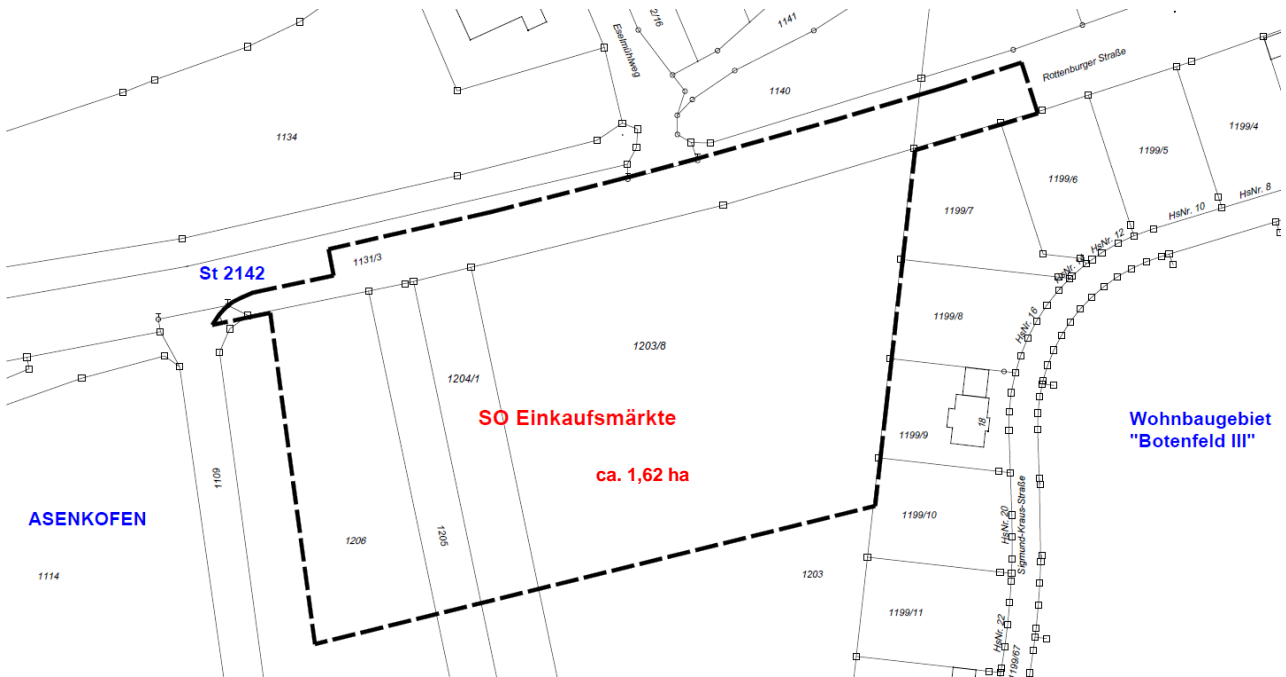 2/16
1141
Eselmühlweg
Rottenburger Straße
1134
1140
1199/4
1199/5
1199/6
HsNr. 8
HsNr. 10
1199/7
HsNr. 12
HsNr. 14
1131/3
St 2142
1199/8
HsNr. 16
1203/8
1204/1
SO Einkaufsmärkte
18
Wohnbaugebiet
"Botenfeld III"
1199/9
ca. 1,62 ha
1109
ASENKOFEN
1199/10
HsNr. 20
Sigmund-Kraus-Straße
1206
1205
1114
1203
1199/11
HsNr. 22
1199/67